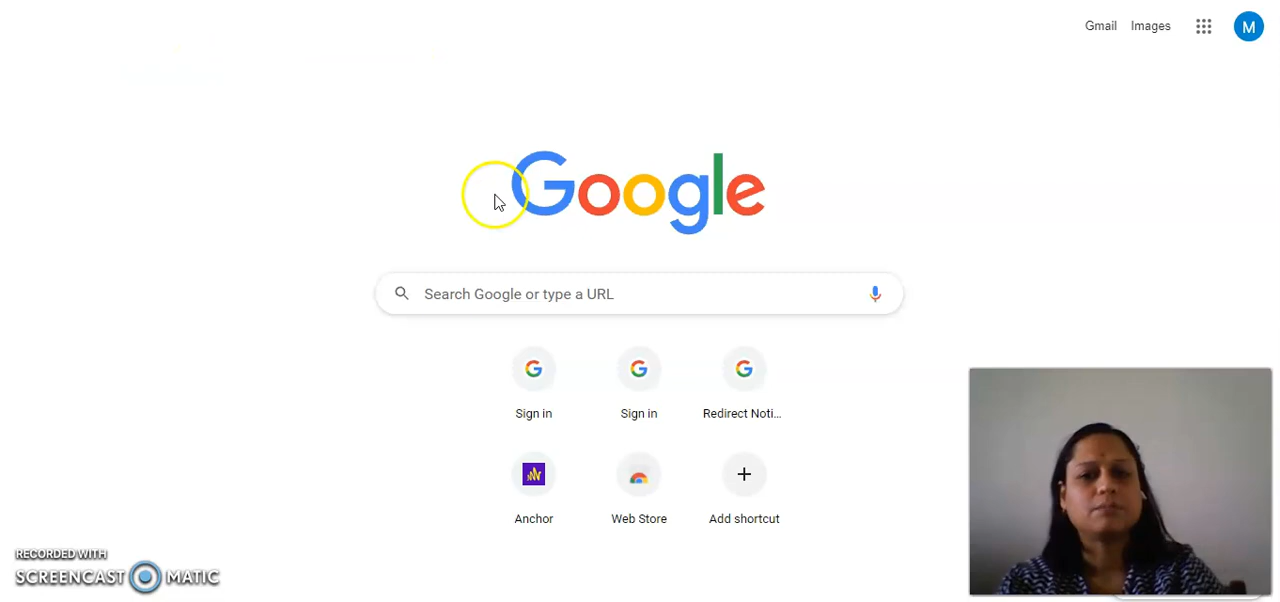 Gmail Images
M
Google
Search Google or type a URL
Sign in Sign in Redirect Noti...
Anchor Web Store Add shortcut
RECORDED WITH
SCREENCAST MATIC